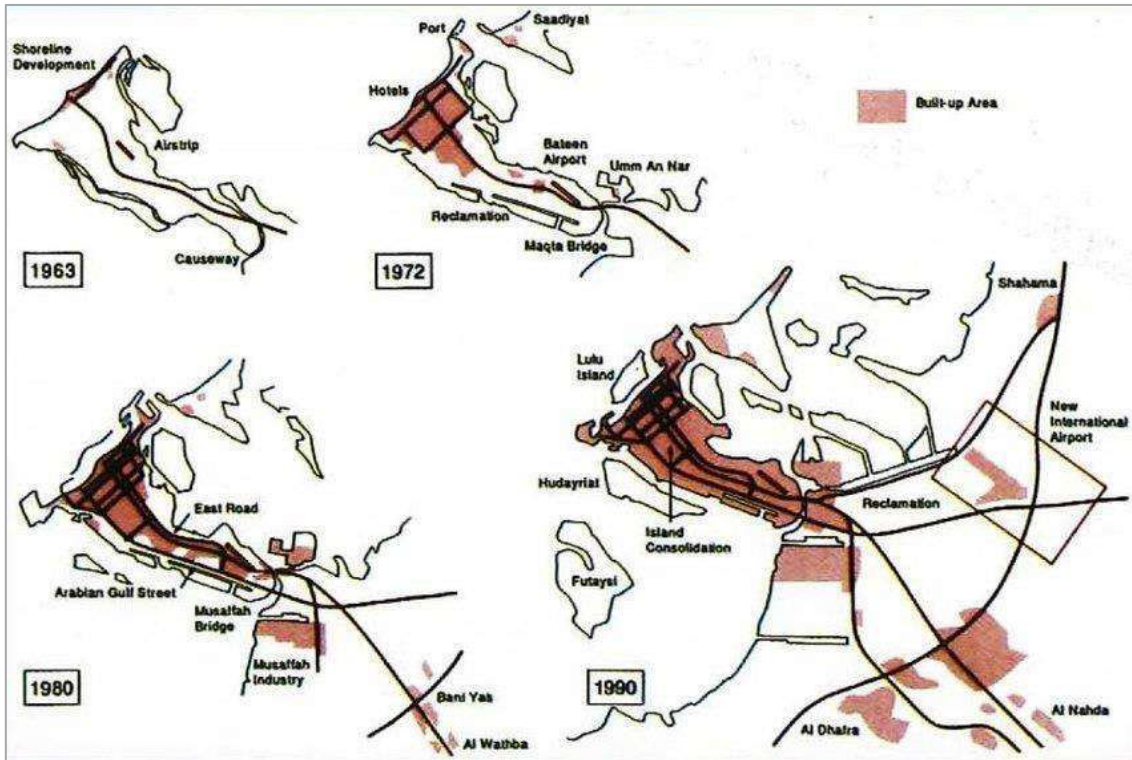 Shoreline
Development
Airstrip
Causeway
1963
Port
Saadiyat
Hotels
Bateen
Airport
Umm An Nar
Reclamation
Maqta Bridge
1972
Built-up Area
East Road
Arabian Gulf Street
Musaffah
Bridge
Musaffah
Industry
Bani Yas
Al Wathba
1980
Shahama
Lulu
Island
New
International
Airport
Hudayriat
Reclamation
Island
Consolidation
Futaysi
Al Dhafra
Al Nahda
1990